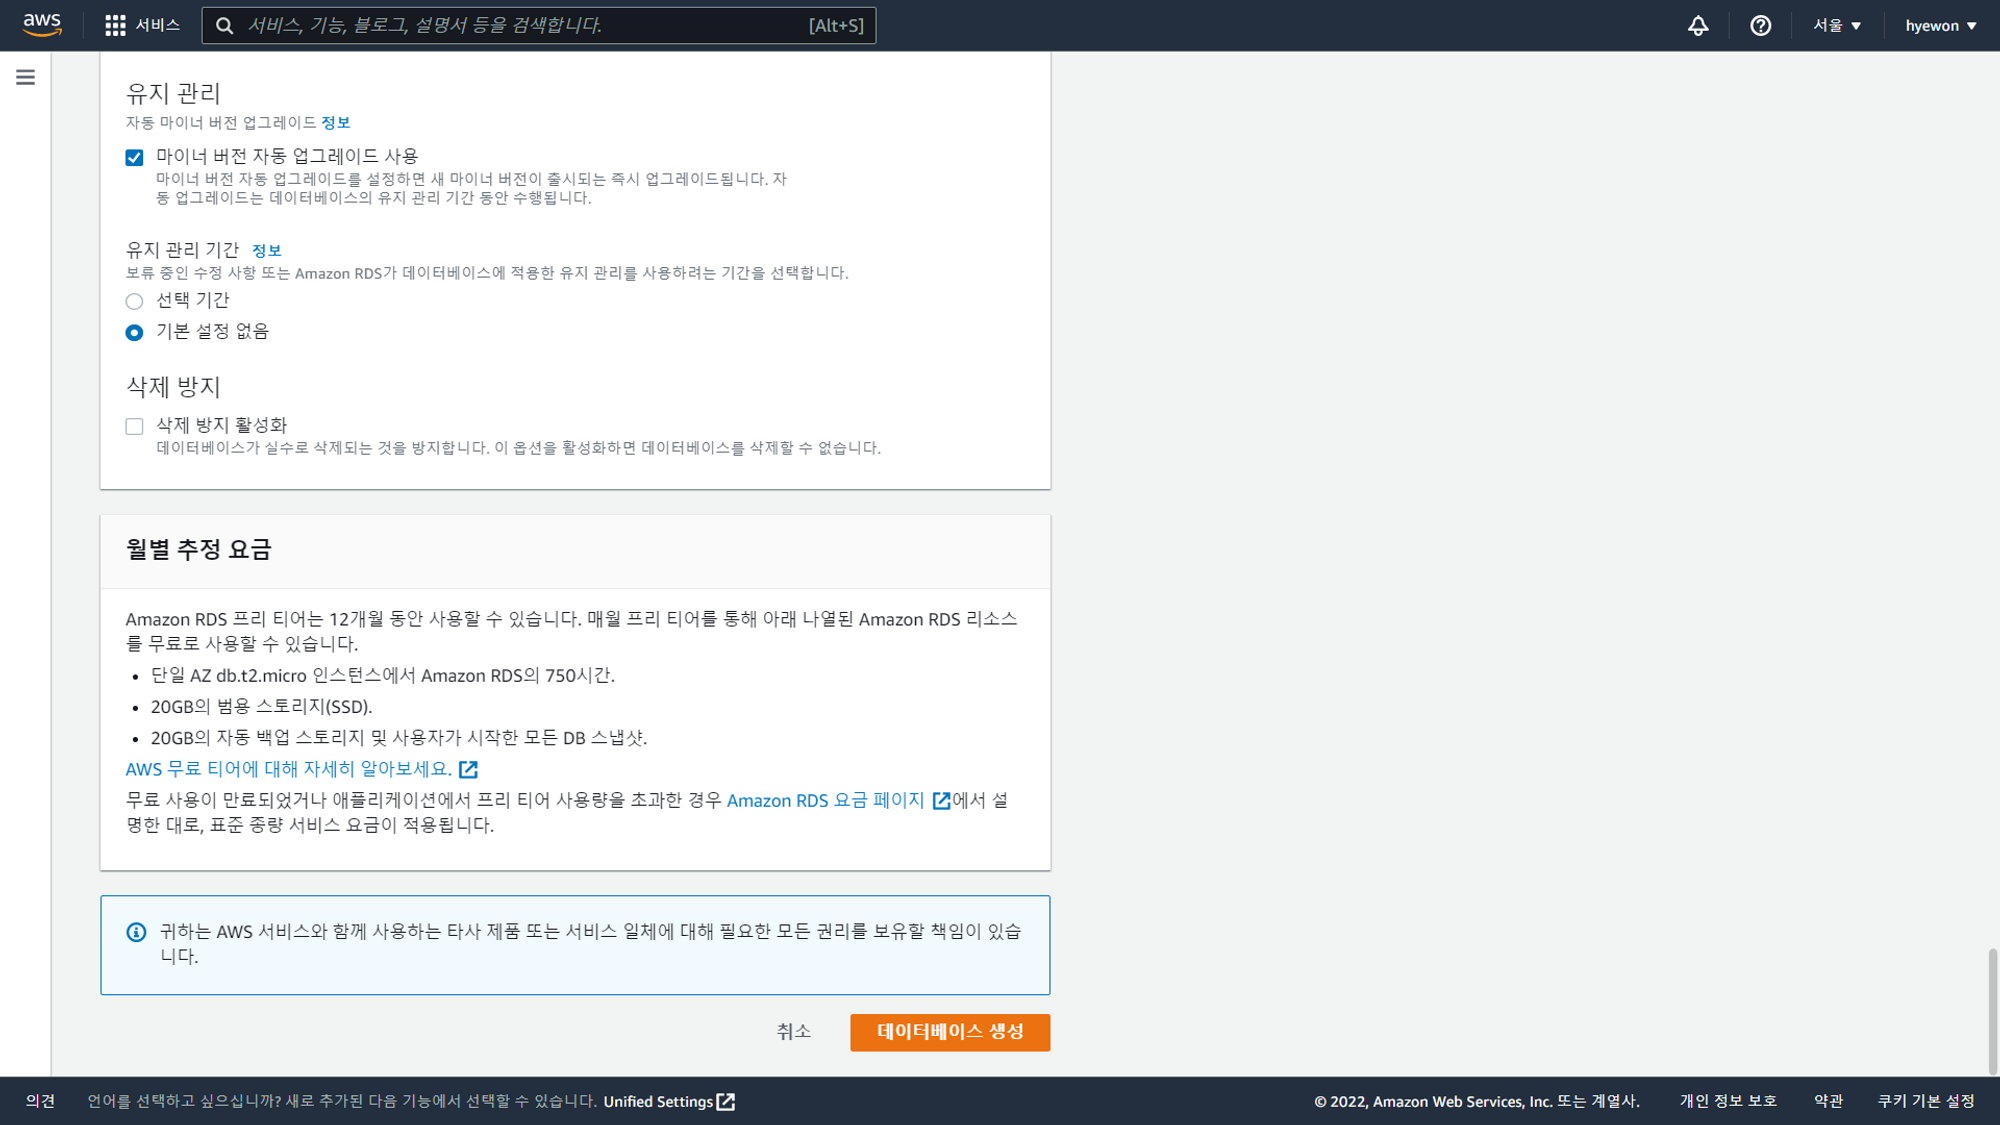 aws
서비스
서비스, 기능, 블로그, 설명서 등을 검색합니다.
[Alt+S]
서울 ▼
hyewon ▼
유지 관리
자동 마이너 버전 업그레이드 정보
마이너 버전 자동 업그레이드 사용
마이너 버전 자동 업그레이드를 설정하면 새 마이너 버전이 출시되는 즉시 업그레이드됩니다. 자
동 업그레이드는 데이터베이스의 유지 관리 기간 동안 수행됩니다.
유지 관리 기간 정보
보류 중인 수정 사항 또는 Amazon RDS가 데이터베이스에 적용한 유지 관리를 사용하려는 기간을 선택합니다.
선택 기간
기본 설정 없음
삭제 방지
삭제 방지 활성화
데이터베이스가 실수로 삭제되는 것을 방지합니다. 이 옵션을 활성화하면 데이터베이스를 삭제할 수 없습니다.
월별 추정 요금
Amazon RDS 프리 티어는 12개월 동안 사용할 수 있습니다. 매월 프리 티어를 통해 아래 나열된 Amazon RDS 리소스
를 무료로 사용할 수 있습니다.
• 단일 AZ db.t2.micro 인스턴스에서 Amazon RDS의 750시간.
• 20GB의 범용 스토리지(SSD).
• 20GB의 자동 백업 스토리지 및 사용자가 시작한 모든 DB 스냅샷.
AWS 무료 티어에 대해 자세히 알아보세요.
무료 사용이 만료되었거나 애플리케이션에서 프리 티어 사용량을 초과한 경우 Amazon RDS 요금 페이지 에서 설
명한 대로, 표준 종량 서비스 요금이 적용됩니다.
귀하는 AWS 서비스와 함께 사용하는 타사 제품 또는 서비스 일체에 대해 필요한 모든 권리를 보유할 책임이 있습
니다.
취소
데이터베이스 생성
의견
언어를 선택하고 싶으십니까? 새로 추가된 다음 기능에서 선택할 수 있습니다. Unified Settings
© 2022, Amazon Web Services, Inc. 또는 계열사.
개인 정보 보호
약관
쿠키 기본 설정